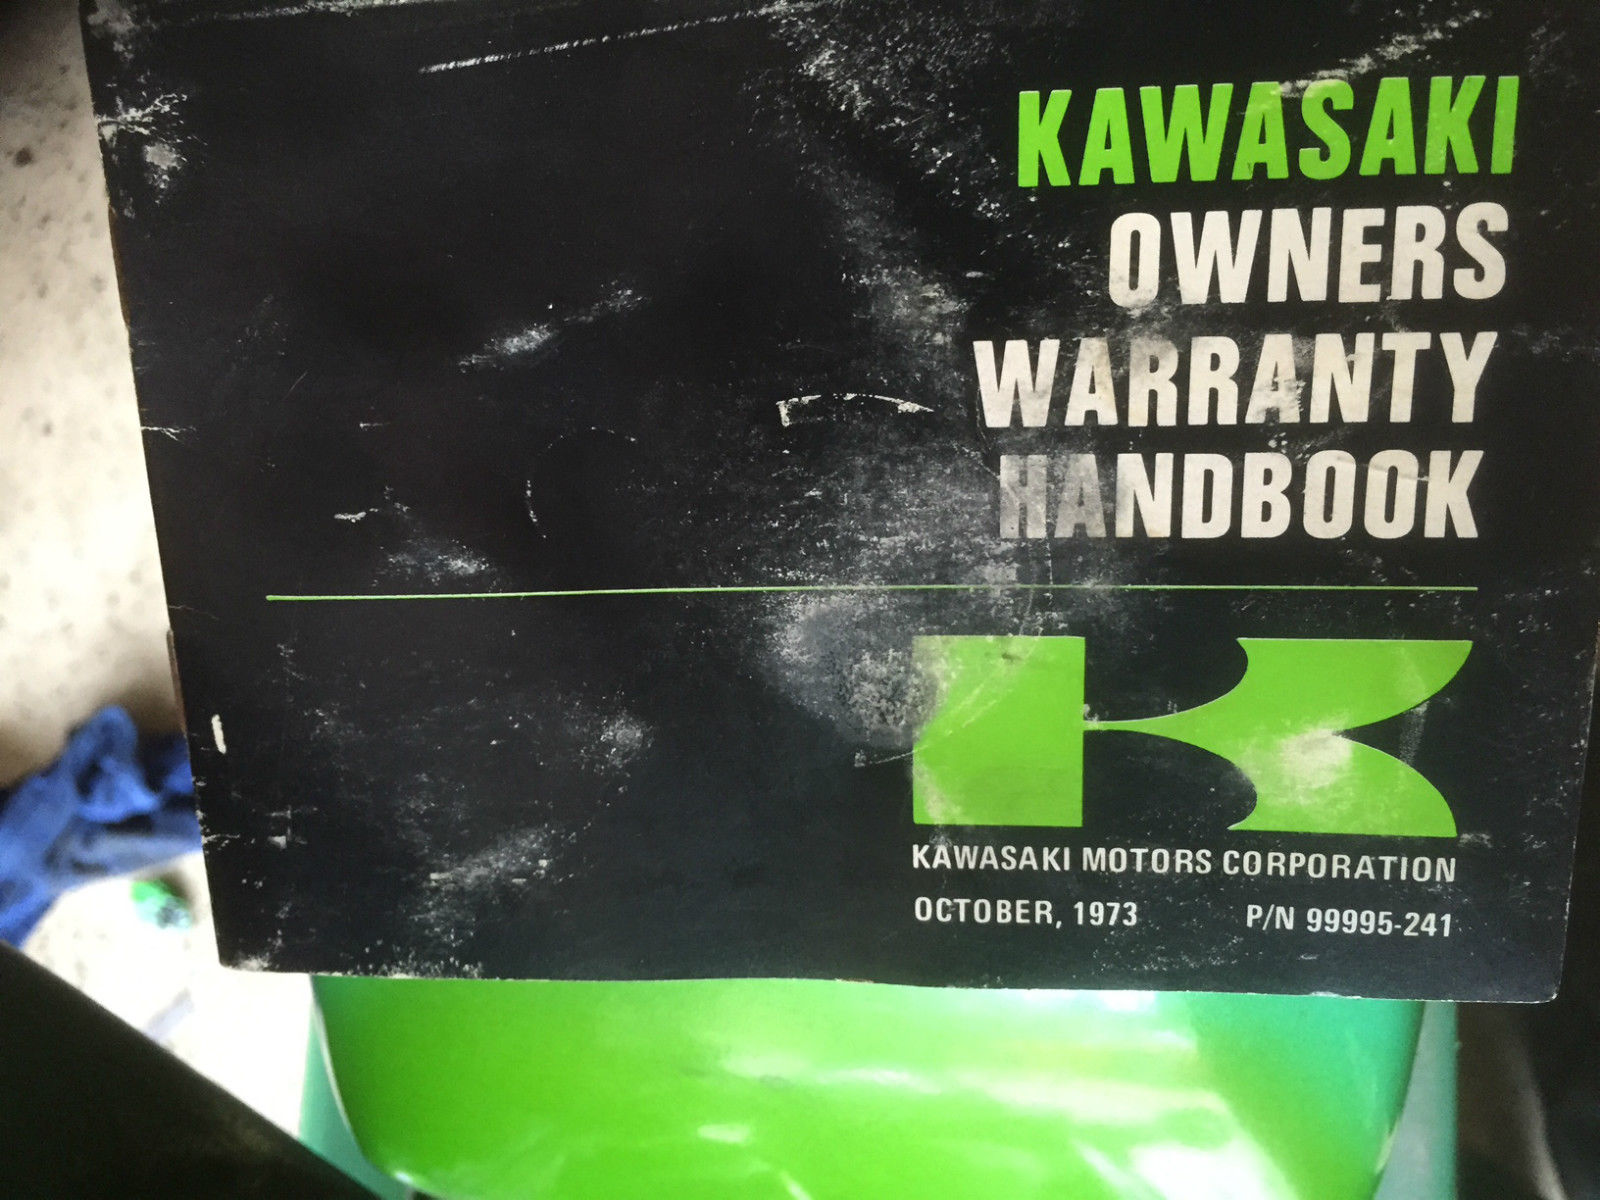 KAWASAKI
OWNERS
WARRANTY
HANDBOOK
KAWASAKI MOTORS CORPORATION
OCTOBER, 1973 P/N 99995-241